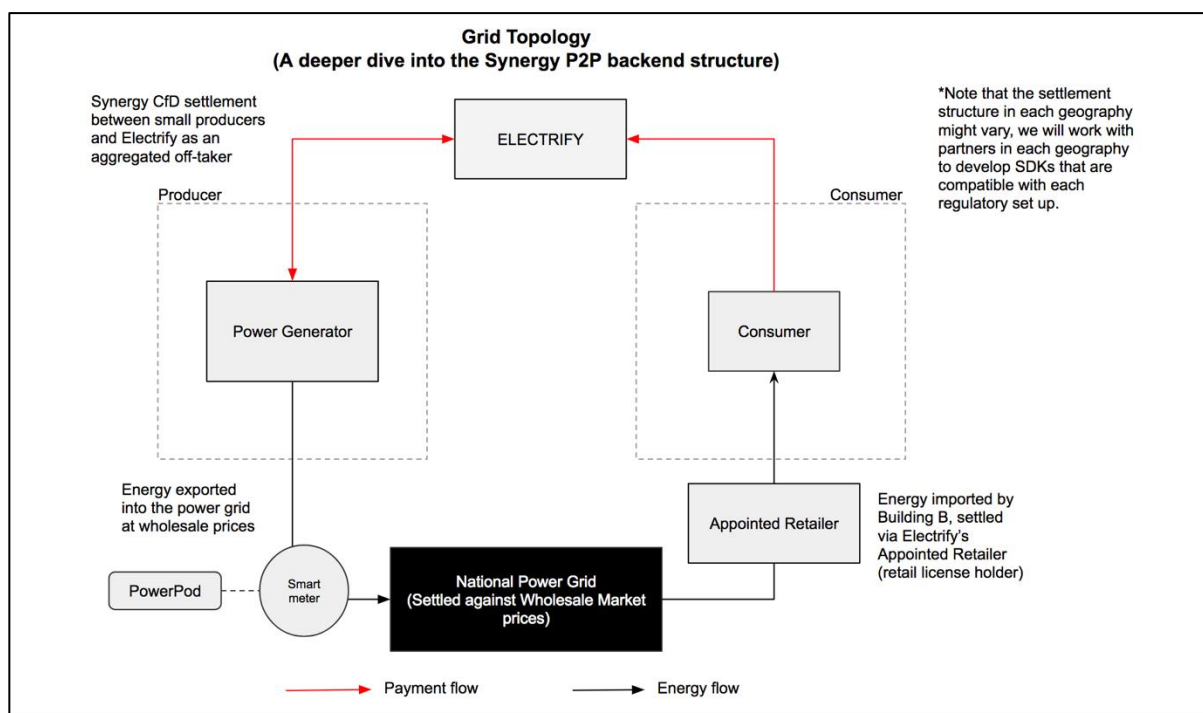 Grid Topology
(A deeper dive into the Synergy P2P backend structure)
Synergy CfD settlement
between small producers
and Electrify as an
aggregated off-taker
ELECTRIFY
*Note that the settlement
structure in each geography
might vary, we will work with
partners in each geography
to develop SDKs that are
compatible with each
regulatory set up.
Producer
Consumer
Power Generator
Consumer
Energy exported
into the power grid
at wholesale prices
Appointed Retailer
Energy imported by
Building B, settled
via Electrify's
Appointed Retailer
(retail license holder)
PowerPod
Smart
meter
National Power Grid
(Settled against Wholesale Market
prices)
Payment flow
Energy flow